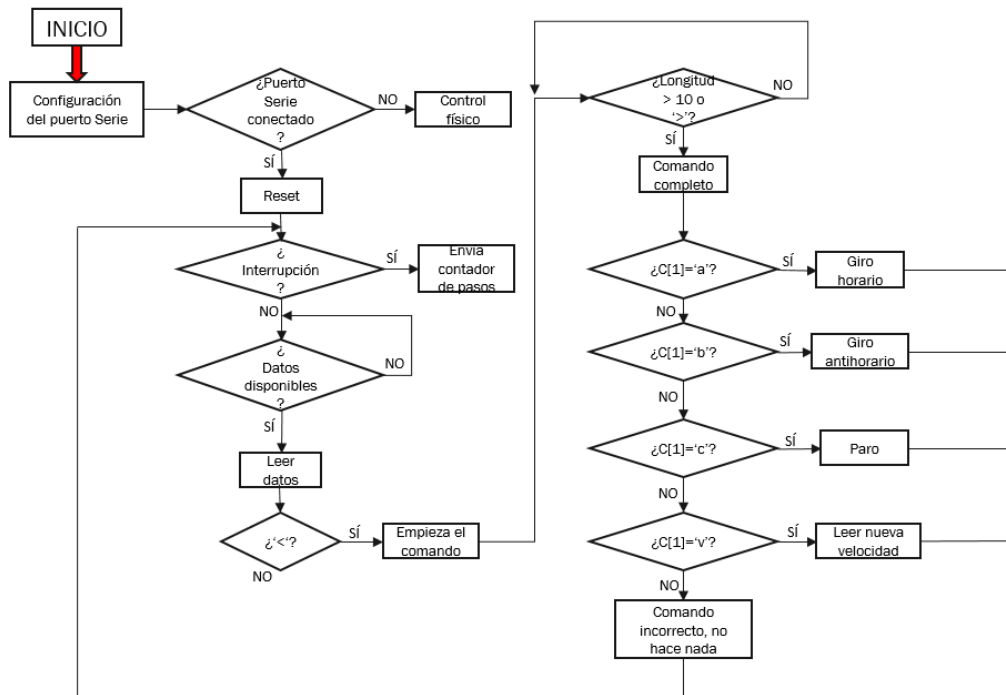 INICIO
Configuración
del puerto Serie
¿Puerto
Serie
conectado
?
NO
Control
físico
SÍ
Reset
¿
Interrupción
?
SÍ
Envia
contador
de pasos
NO
¿
Datos
disponibles
?
NO
SÍ
Leer
datos
¿‘<‘?
SÍ
Empieza el
comando
NO
¿Longitud
> 10 o
‘>’?
NO
SÍ
Comando
completo
¿C[1]=‘a’?
SÍ
Giro
horario
NO
¿C[1]=‘b’?
SÍ
Giro
antihorario
NO
¿C[1]=‘c’?
SÍ
Paro
NO
¿C[1]=‘v’?
SÍ
Leer nueva
velocidad
NO
Comando
incorrecto, no
hace nada